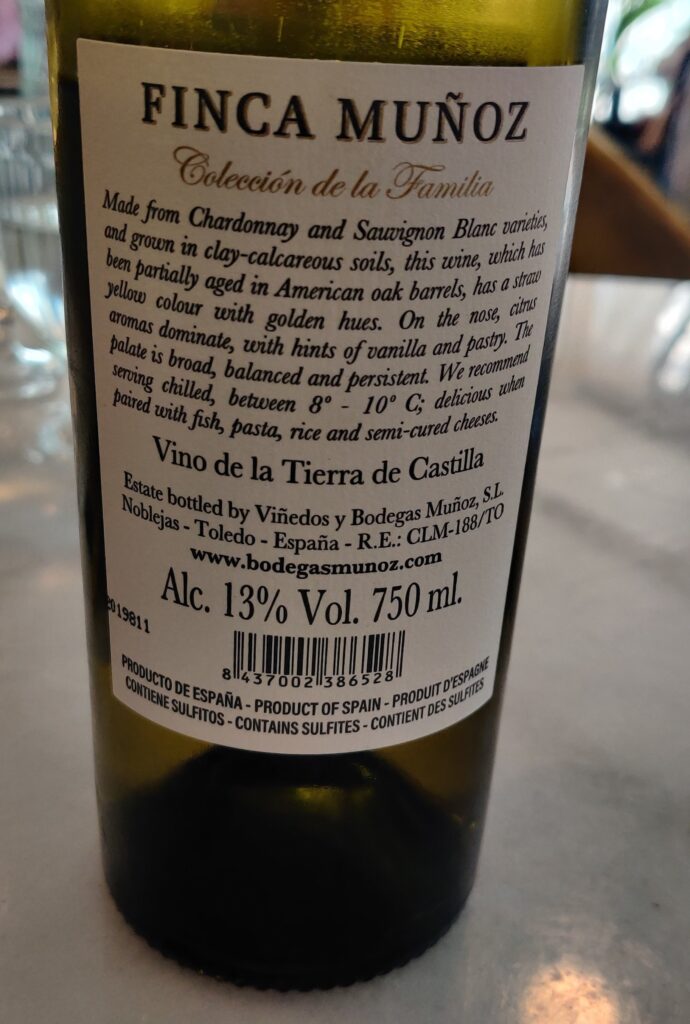 FINCA MUÑOZ
Colección de la Familia
Made from Chardonnay and Sauvignon Blanc varieties,
and grown in clay-calcareous soils, this wine, which has
been partially aged in American oak barrels, has a straw
yellow colour with golden hues. On the nose, citrus
aromas dominate, with hints of vanilla and pastry. The
palate is broad, balanced and persistent. We recommend
serving chilled, between 8º - 10º C; delicious when
paired with fish, pasta, rice and semi-cured cheeses.
Vino de la Tierra de Castilla
Estate bottled by Viñedos y Bodegas Muñoz, S.L.
Noblejas - Toledo - España - R.E.: CLM-188/TO
www.bodegasmunoz.com
Alc. 13% Vol. 750 ml.
2019811
8 437002 386528
PRODUCTO DE ESPAÑA - PRODUCT OF SPAIN - PRODUIT D'ESPAGNE
CONTIENE SULFITOS - CONTAINS SULFITES - CONTIENT DES SULFITES